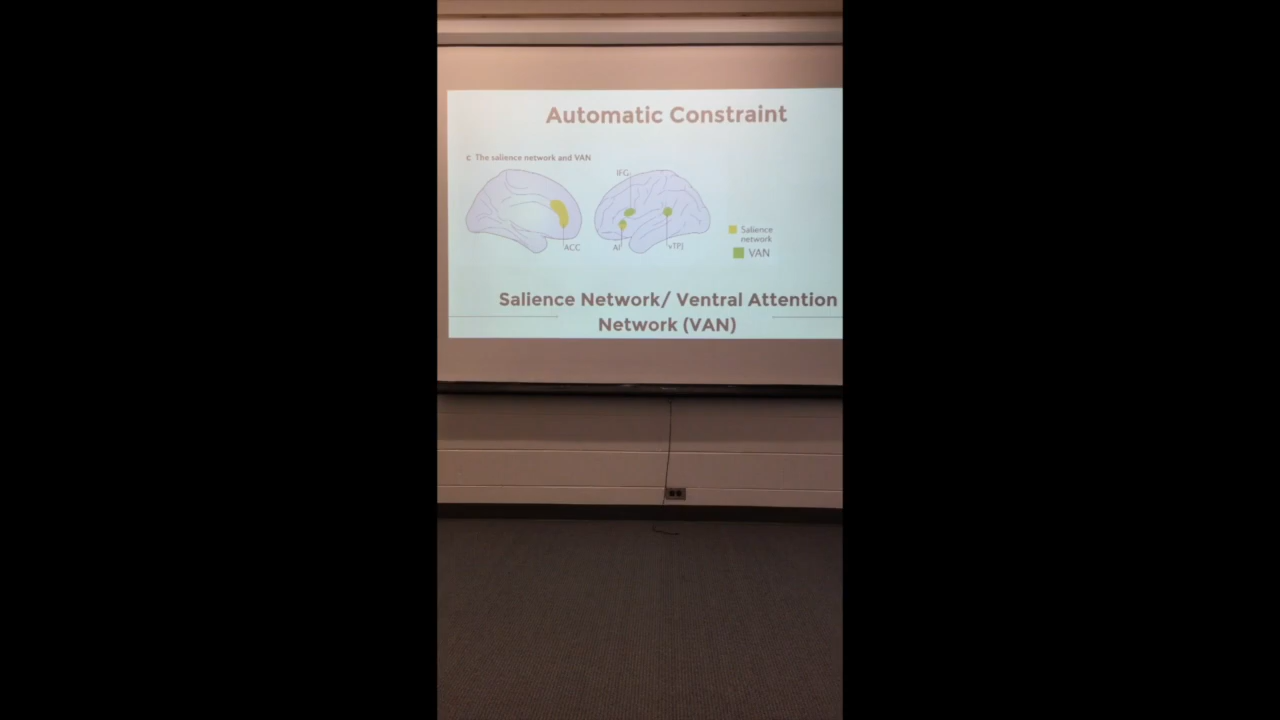 Automatic Constraint
c The salience network and VAN
IFG
ACC
AI
vTPJ
Salience
network
VAN
Salience Network/ Ventral Attention
Network (VAN)